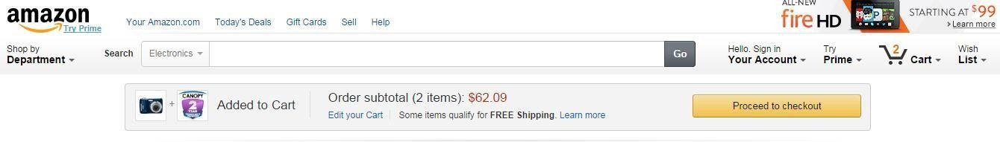 amazon
Try Prime
Your Amazon.com Today's Deals Gift Cards Sell Help
ALL-NEW
fire HD
STARTING AT $99
> Learn more
Shop by
Department
Search
Electronics
Go
Hello. Sign in
Your Account
Try
Prime
2
Cart
Wish
List
CANOPY
2
YEAR
+
Added to Cart
Order subtotal (2 items): $62.09
Edit your Cart Some items qualify for FREE Shipping. Learn more
Proceed to checkout